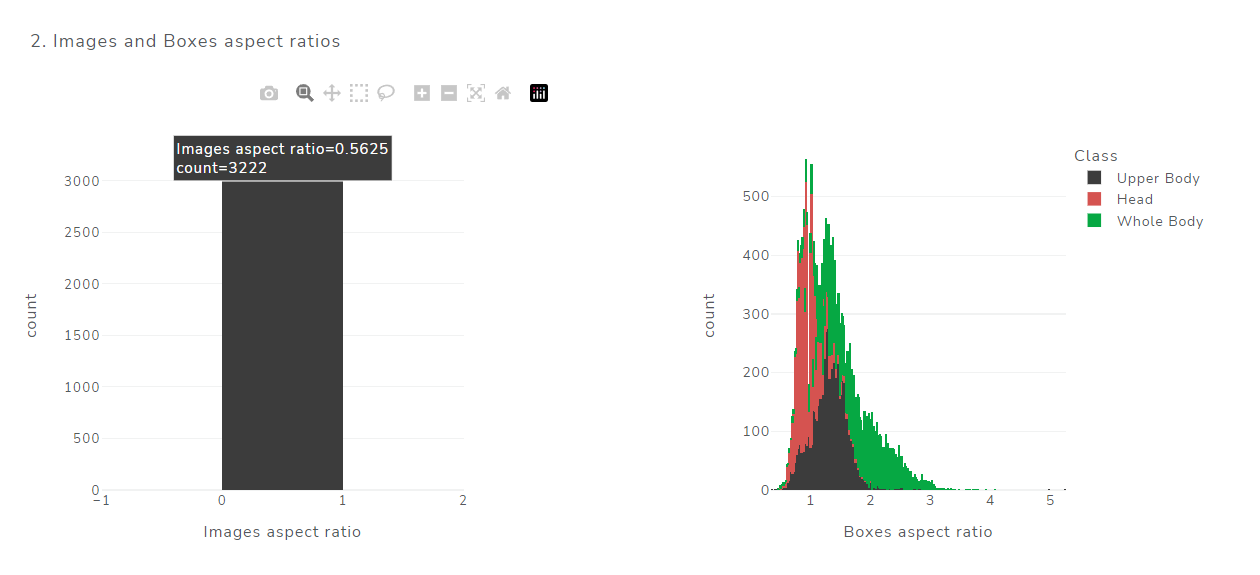 2. Images and Boxes aspect ratios
Images aspect ratio=0.5625
count=3222
3000
2500
2000
1500
1000
500
0
count
−1
0
1
2
Images aspect ratio
500
400
300
200
100
0
count
1
2
3
4
5
Boxes aspect ratio
Class
Upper Body
Head
Whole Body